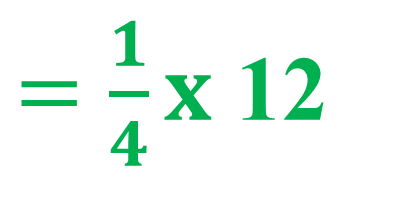 = 1/4 x 12